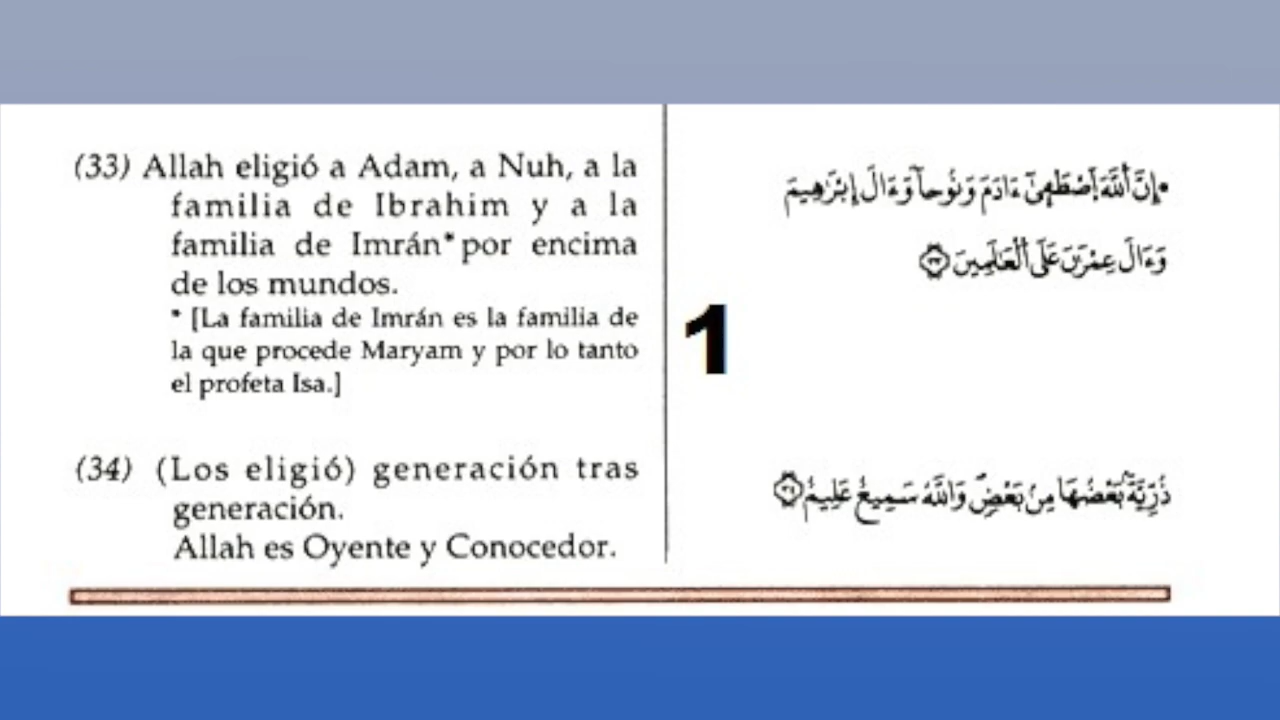 (33) Allah eligió a Adam, a Nuh, a la
familia de Ibrahim y a la
familia de Imrán* por encima
de los mundos.
* [La familia de Imrán es la familia de
la que procede Maryam y por lo tanto
el profeta Isa.]
(34) (Los eligió) generación tras
generación.
Allah es Oyente y Conocedor.
1
۞إِنَّ ٱللَّهَ ٱصْطَفَىٰٓ ءَادَمَ وَنُوحاً وَءَالَ إِبْرَٰهِيمَ
وَءَالَ عِمْرَٰنَ عَلَى ٱلْعَٰلَمِينَ ٣٣
ذُرِّيَّةَۢ بَعْضُهَا مِنۢ بَعْضٍۢ وَٱللَّهُ سَمِيعٌ عَلِيمٌ ٣٤